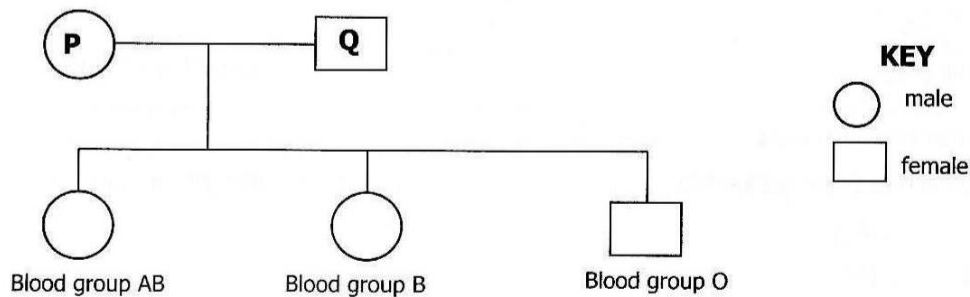 P
Q
KEY
male
female
Blood group AB
Blood group B
Blood group O